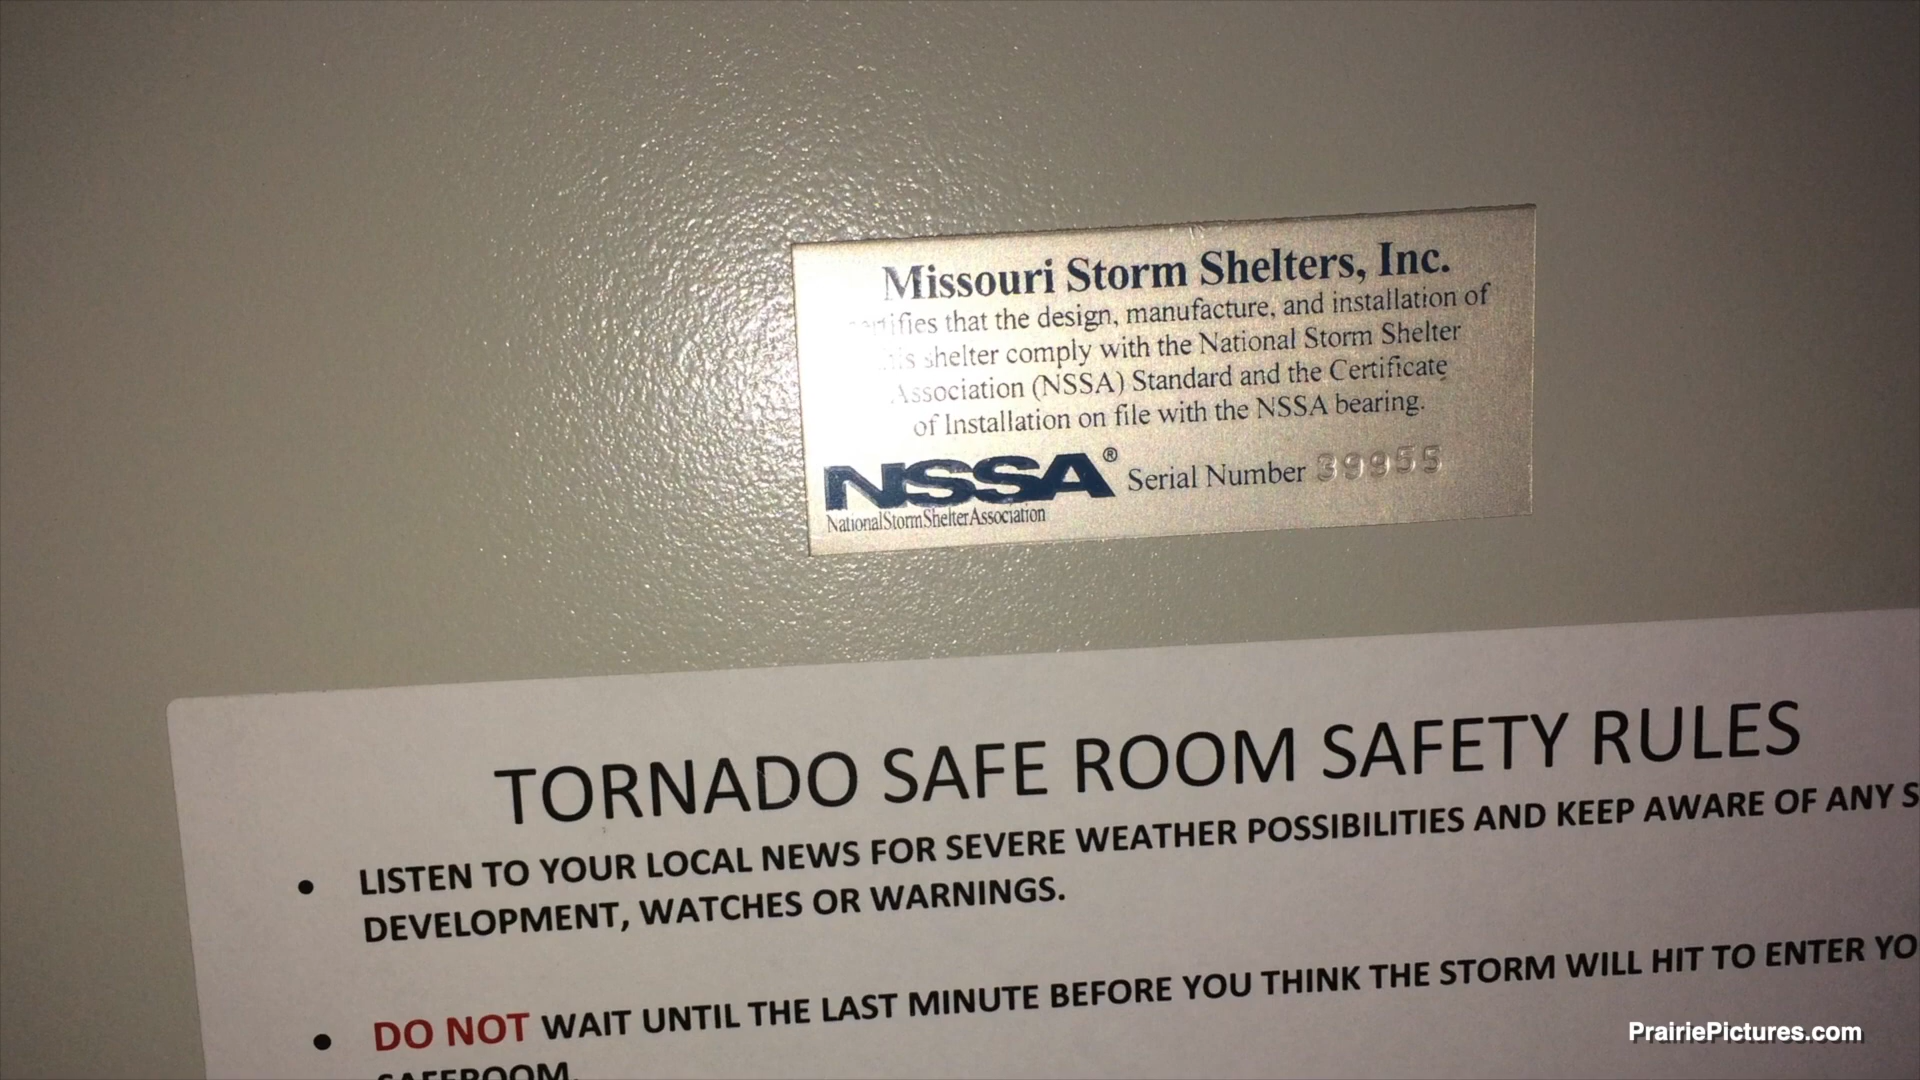 Missouri Storm Shelters, Inc.
that the design, manufacture, and installation of
shelter comply with the National Storm Shelter
Association (NSSA) Standard and the Certificate
of Installation on file with the NSSA bearing.
NSSA® Serial Number 39955
NationalStormShelterAssociation
TORNADO SAFE ROOM SAFETY RULES
• LISTEN TO YOUR LOCAL NEWS FOR SEVERE WEATHER POSSIBILITIES AND KEEP AWARE OF ANY S
DEVELOPMENT, WATCHES OR WARNINGS.
• DO NOT WAIT UNTIL THE LAST MINUTE BEFORE YOU THINK THE STORM WILL HIT TO ENTER YO
SAFEROOM.
PrairiePictures.com